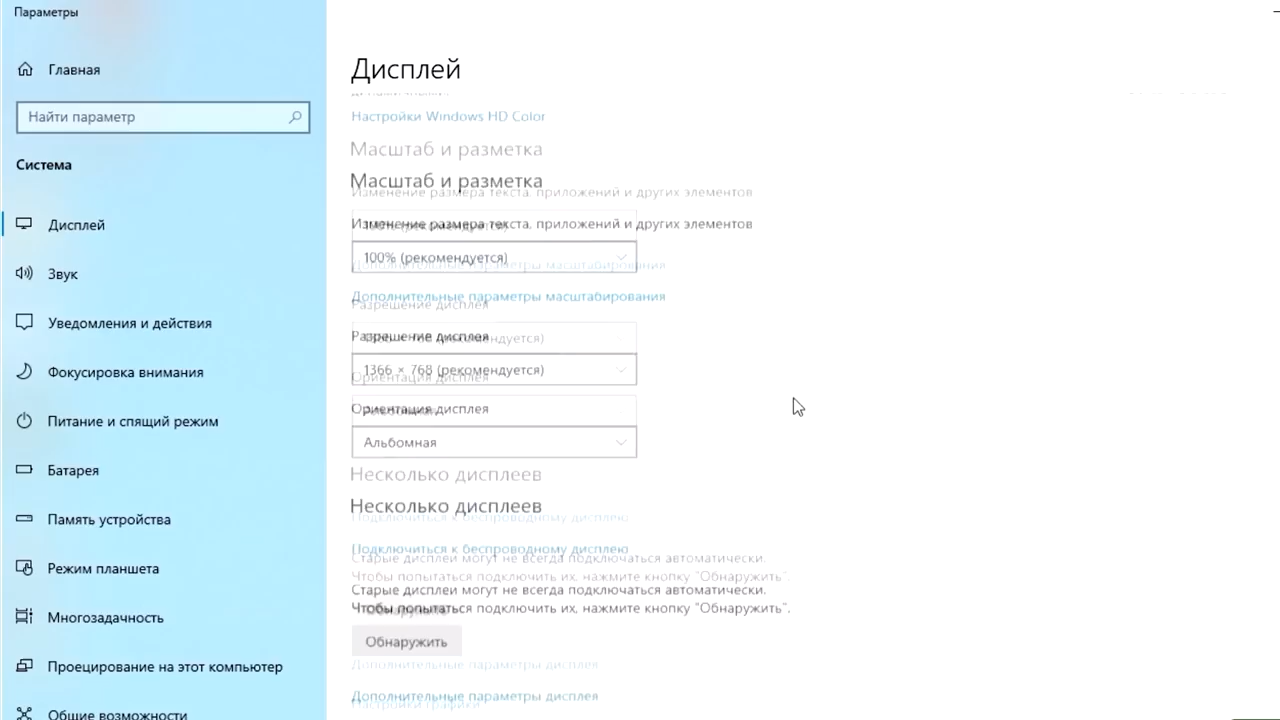 Параметры
Главная
Найти параметр
Система
Дисплей
Звук
Уведомления и действия
Фокусировка внимания
Питание и спящий режим
Батарея
Память устройства
Режим планшета
Многозадачность
Проецирование на этот компьютер
Общие возможности
Дисплей
Настройки Windows HD Color
Масштаб и разметка
Масштаб и разметка
Изменение размера текста, приложений и других элементов
Изменение размера текста, приложений и других элементов
100% (рекомендуется)
Дополнительные параметры масштабирования
Дополнительные параметры масштабирования
Разрешение дисплея
Разрешение дисплея
1366 × 768 (рекомендуется)
Ориентация дисплея
Ориентация дисплея
Альбомная
Несколько дисплеев
Несколько дисплеев
Подключиться к беспроводному дисплею
Подключиться к беспроводному дисплею
Старые дисплеи могут не всегда подключаться автоматически.
Чтобы попытаться подключить их, нажмите кнопку "Обнаружить".
Старые дисплеи могут не всегда подключаться автоматически.
Чтобы попытаться подключить их, нажмите кнопку "Обнаружить".
Обнаружить
Дополнительные параметры дисплея
Дополнительные параметры дисплея
Настройки графики